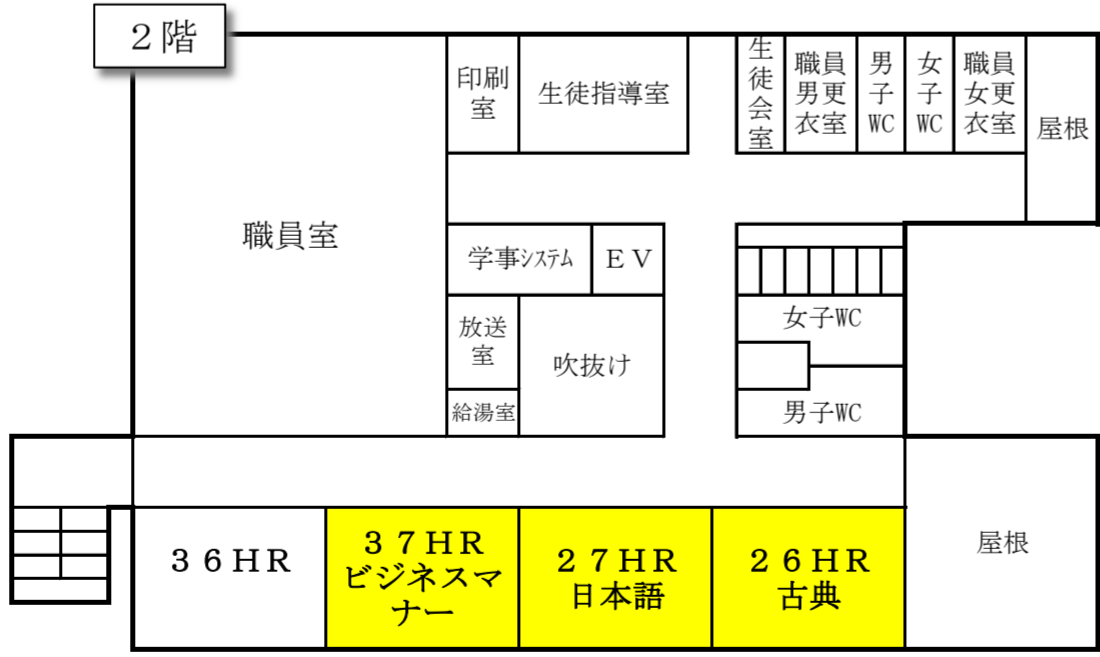 ２階
印刷
室
生徒指導室
生
徒
会
室
職員
男更
衣室
男
子
WC
女
子
WC
職員
女更
衣室
屋根
職員室
学事ｼｽﾃﾑ
ＥＶ
放送
室
吹抜け
給湯室
女子WC
男子WC
３６ＨＲ
３７ＨＲ
ビジネスマ
ナー
２７ＨＲ
日本語
２６ＨＲ
古典
屋根